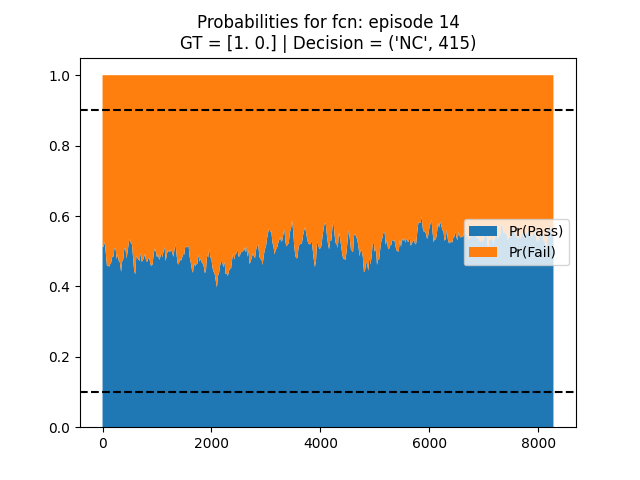 Probabilities for fcn: episode 14
GT = [1. 0.] | Decision = ('NC', 415)
1.0
0.8
0.6
0.4
0.2
0.0
Pr(Pass)
Pr(Fail)
0
2000
4000
6000
8000